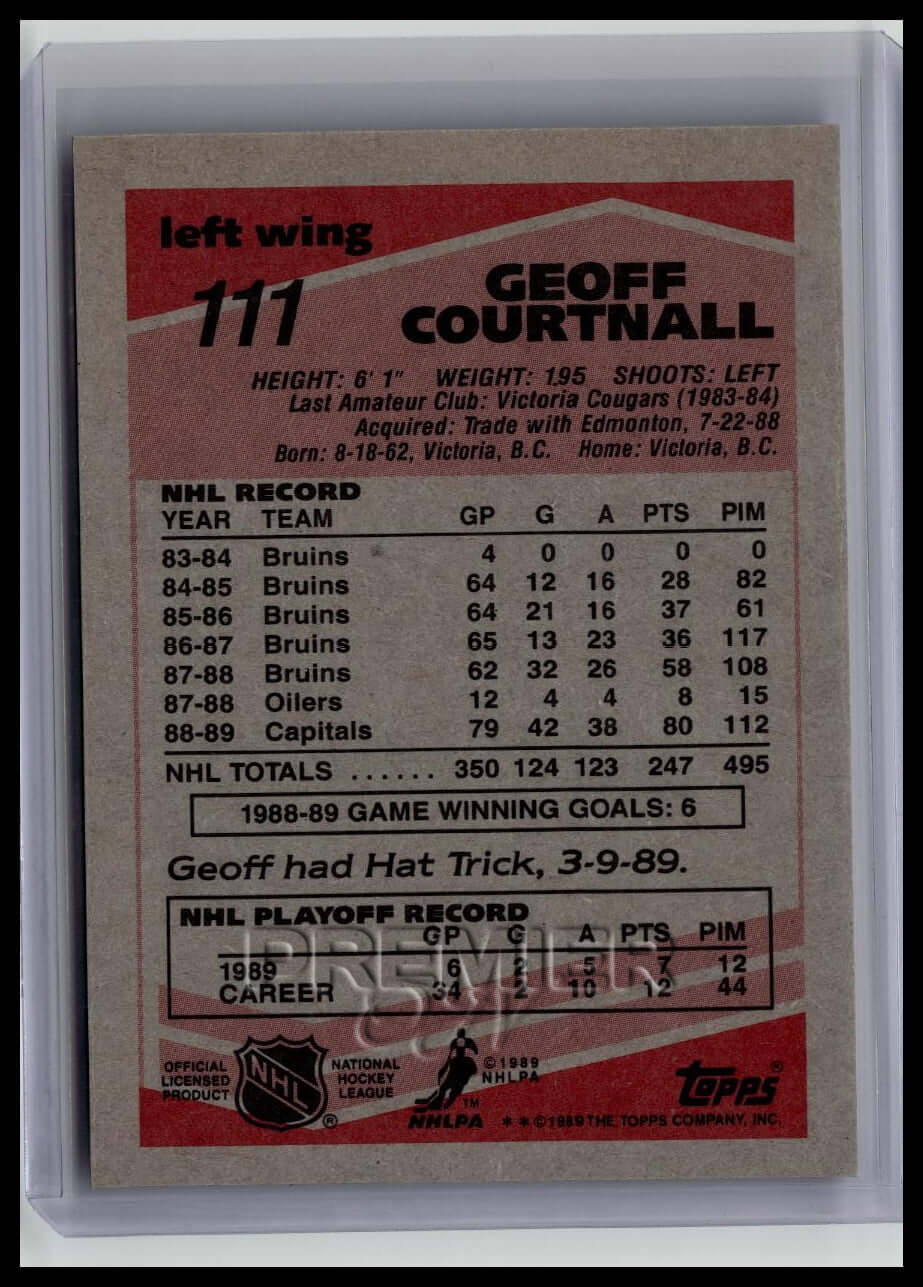 left wing
111
GEOFF
COURTNALL
HEIGHT: 6' 1" WEIGHT: 195 SHOOTS: LEFT
Last Amateur Club: Victoria Cougars (1983-84)
Acquired: Trade with Edmonton, 7-22-88
Born: 8-18-62, Victoria, B.C. Home: Victoria, B.C.
NHL RECORD
YEAR TEAM GP G A PTS PIM
83-84 Bruins 4 0 0 0 0
84-85 Bruins 64 12 16 28 82
85-86 Bruins 64 21 16 37 61
86-87 Bruins 65 13 23 36 117
87-88 Bruins 62 32 26 58 108
87-88 Oilers 12 4 4 8 15
88-89 Capitals 79 42 38 80 112
NHL TOTALS ...... 350 124 123 247 495
1988-89 GAME WINNING GOALS: 6
Geoff had Hat Trick, 3-9-89.
NHL PLAYOFF RECORD
GP G A PTS PIM
1989 6 2 5 7 12
CAREER 34 2 10 12 44
PREMIER
OFFICIAL
LICENSED
PRODUCT
NHL
®
NATIONAL
HOCKEY
LEAGUE
TM
NHLPA
©1989
NHLPA
topps®
**©1989 THE TOPPS COMPANY, INC.